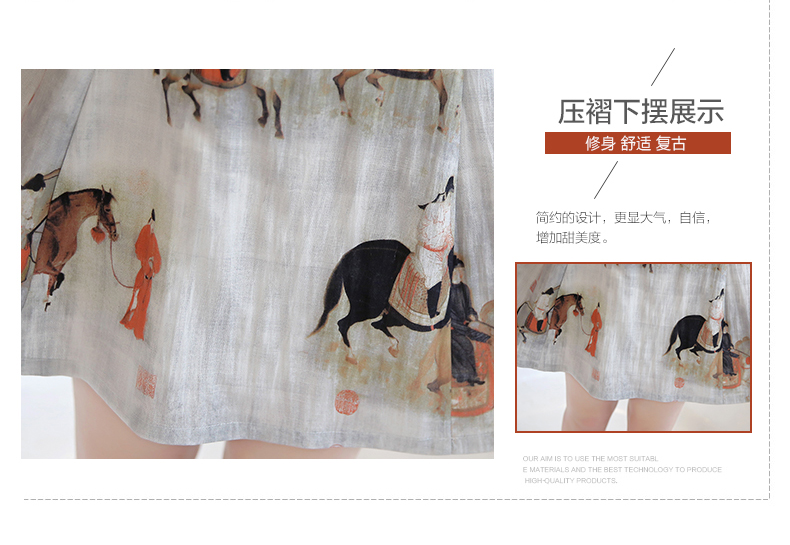 压褶下摆展示
修身 舒适 复古
简约的设计，更显大气，自信，
增加甜美度。
OUR AIM IS TO USE THE MOST SUITABL
E MATERIALS AND THE BEST TECHNOLOGY TO PRODUCE
HIGH-QUALITY PRODUCTS.